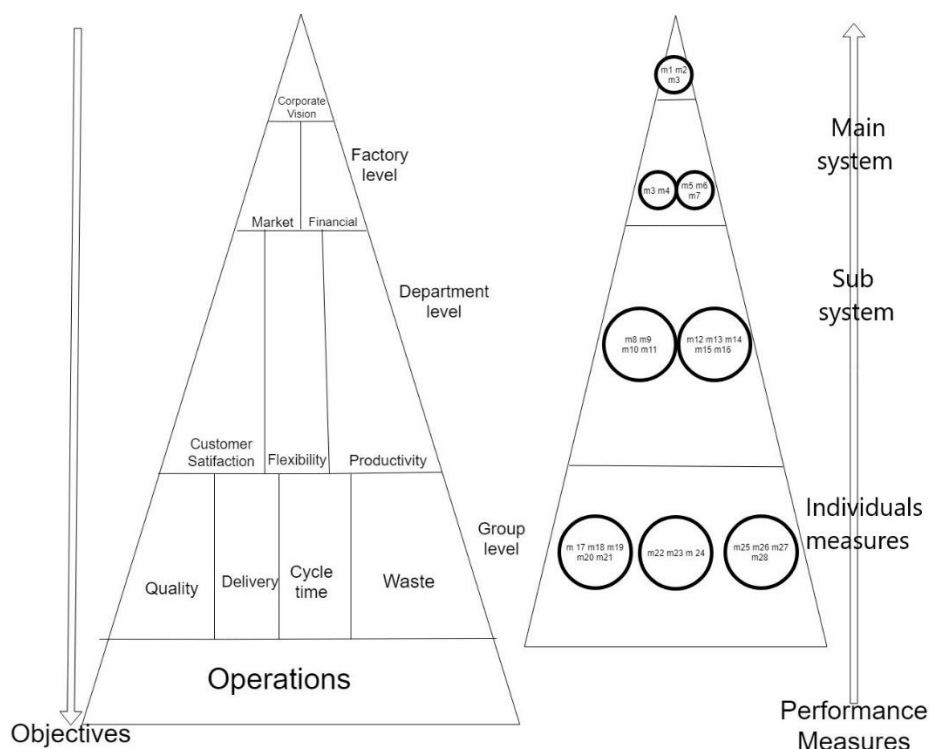 Corporate
Vision
Factory
level
Market
Financial
Department
level
Customer
Satifaction
Flexibility
Productivity
Group
level
Quality
Delivery
Cycle
time
Waste
Operations
Objectives
m1 m2
m3
m3 m4
m5 m6
m7
m8 m9
m10 m11
m12 m13 m14
m15 m16
m 17 m18 m19
m20 m21
m22 m23 m 24
m25 m26 m27
m28
Main
system
Sub
system
Individuals
measures
Performance
Measures